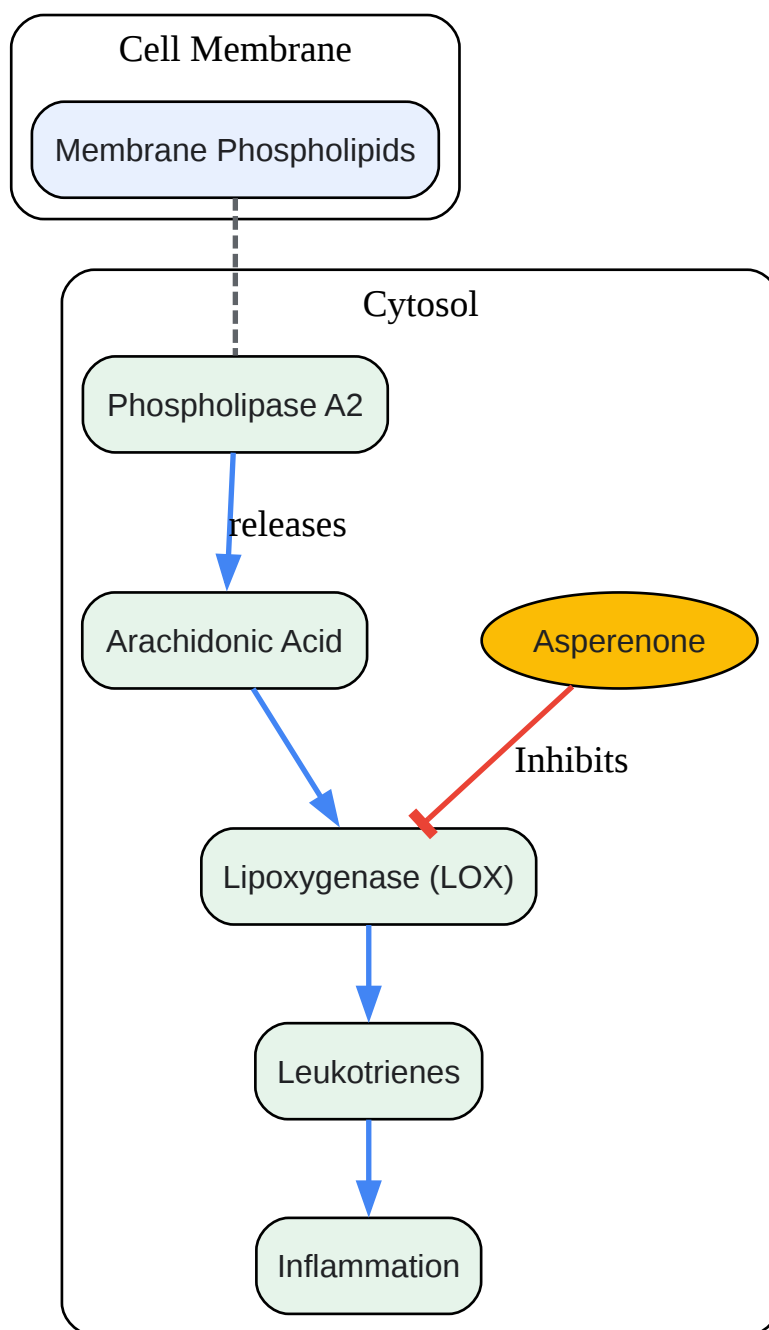 Cell Membrane
Membrane Phospholipids
Cytosol
Phospholipase A2
releases
Arachidonic Acid
Asperenone
Inhibits
Lipoxygenase (LOX)
Leukotrienes
Inflammation